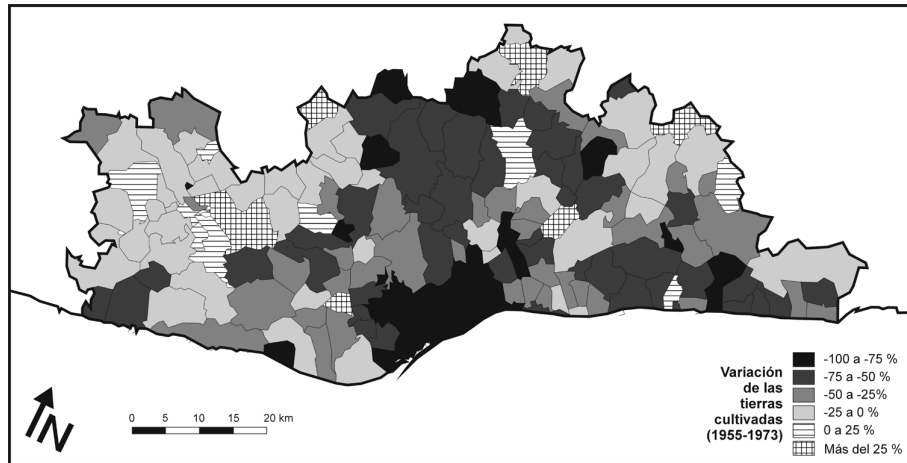 Variación
de las
tierras
cultivadas
(1955-1973)
-100 a -75 %
-75 a -50 %
-50 a -25%
-25 a 0 %
0 a 25 %
Más del 25 %
N
0 5 10 15 20 km